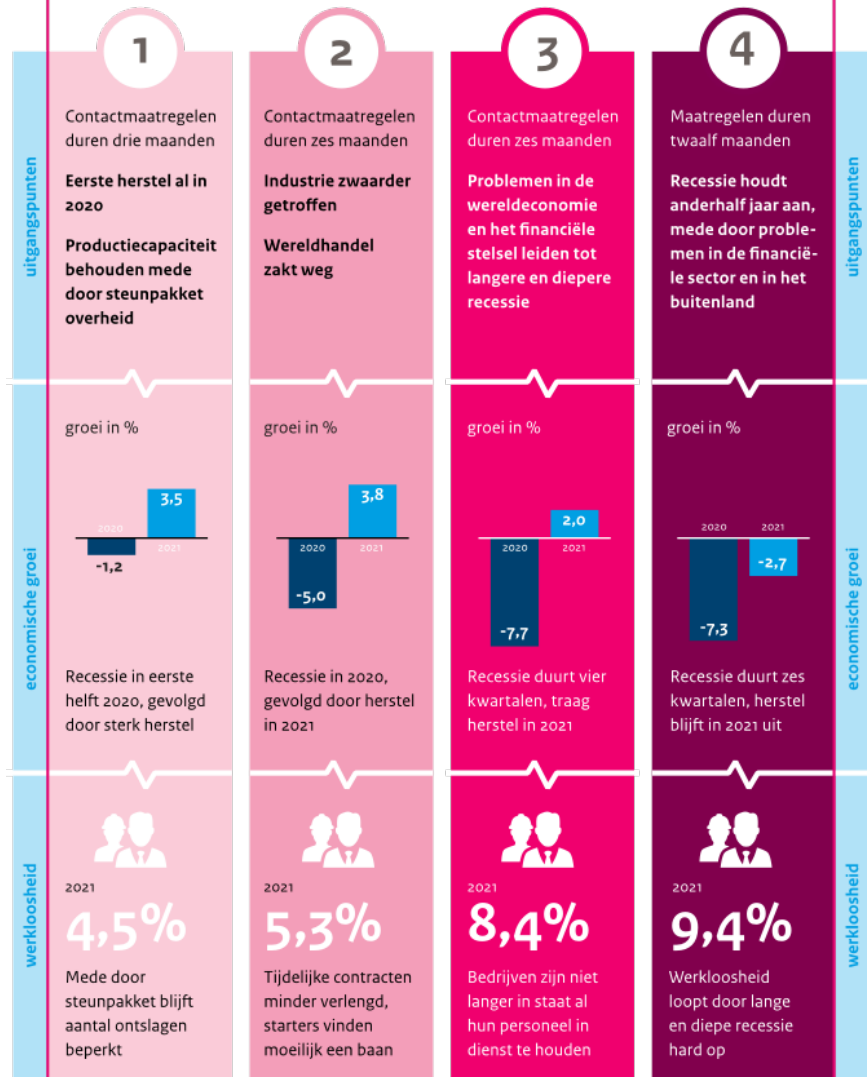 1
Contactmaatregelen
duren drie maanden
Eerste herstel al in
2020
Productiecapaciteit
behouden mede
door steunpakket
overheid
2
Contactmaatregelen
duren zes maanden
Industrie zwaarder
getroffen
Wereldhandel
zakt weg
3
Contactmaatregelen
duren zes maanden
Problemen in de
wereldeconomie
en het financiële
stelsel leiden tot
langere en diepere
recessie
4
Maatregelen duren
twaalf maanden
Recessie houdt
anderhalf jaar aan,
mede door proble-
men in de financië-
le sector en in het
buitenland
uitgangspunten
uitgangspunten
groei in %
3,5
2020
2021
-1,2
Recessie in eerste
helft 2020, gevolgd
door sterk herstel
groei in %
3,8
2020
2021
-5,0
Recessie in 2020,
gevolgd door herstel
in 2021
groei in %
2,0
2020
2021
-7,7
Recessie duurt vier
kwartalen, traag
herstel in 2021
groei in %
2020
2021
-2,7
-7,3
Recessie duurt zes
kwartalen, herstel
blijft in 2021 uit
economische groei
economische groei
2021
4,5%
Mede door
steunpakket blijft
aantal ontslagen
beperkt
2021
5,3%
Tijdelijke contracten
minder verlengd,
starters vinden
moeilijk een baan
2021
8,4%
Bedrijven zijn niet
langer in staat al
hun personeel in
dienst te houden
2021
9,4%
Werkloosheid
loopt door lange
en diepe recessie
hard op
werkloosheid
werkloosheid